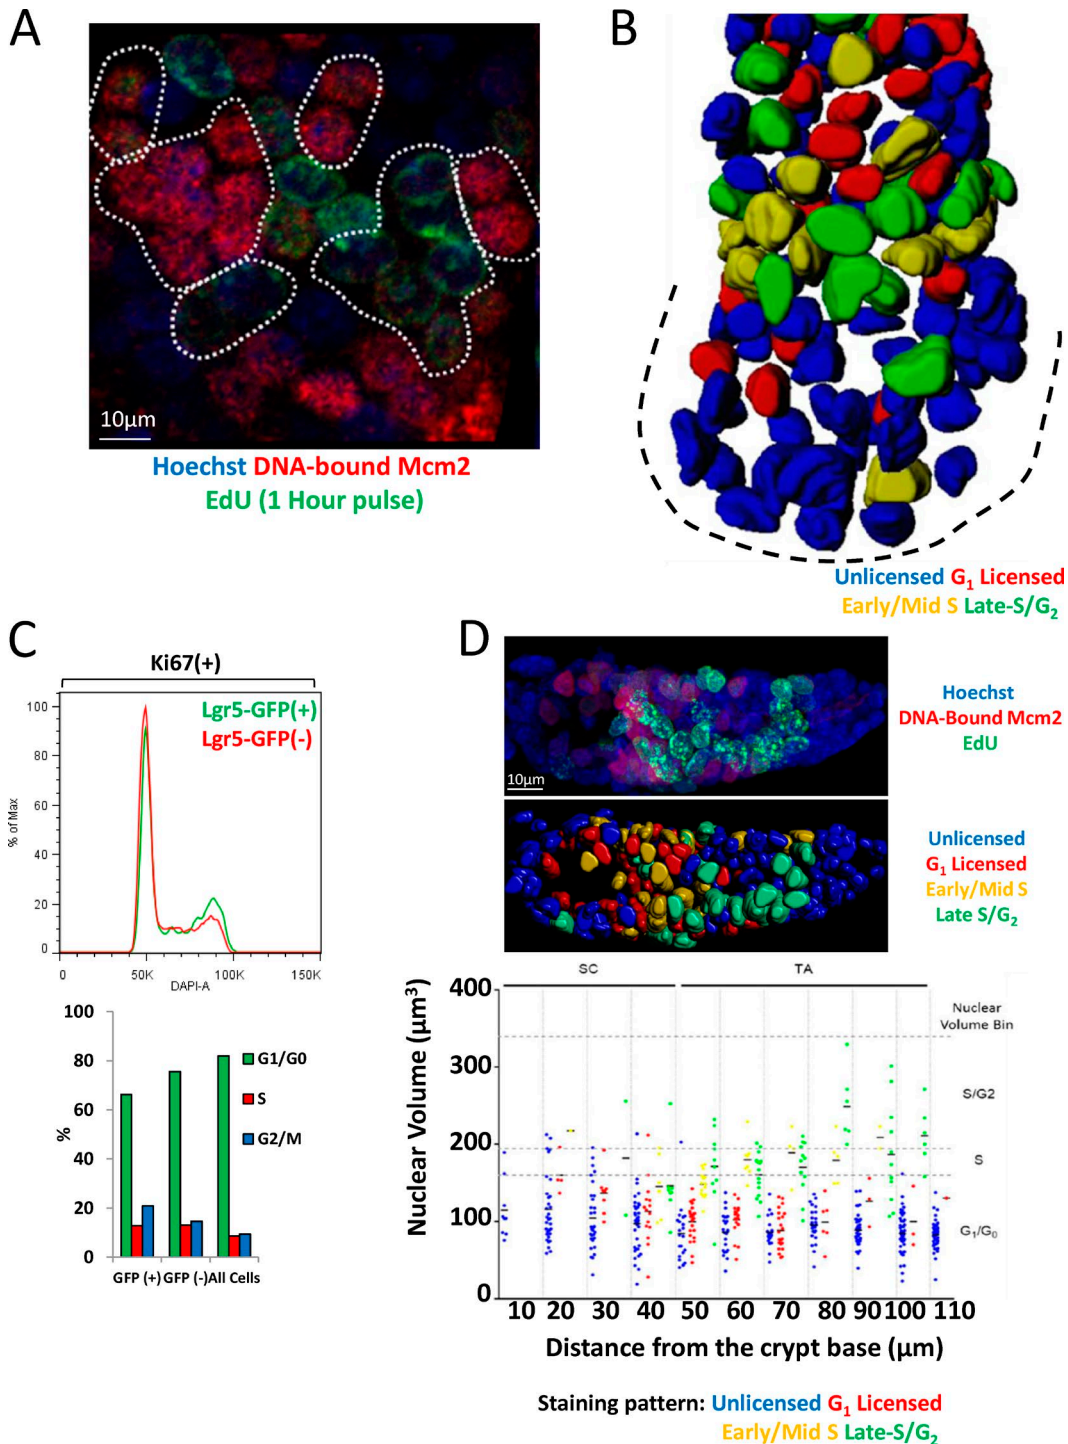 A
10μm
Hoechst DNA-bound Mcm2
EdU (1 Hour pulse)
B
Unlicensed G₁ Licensed
Early/Mid S Late-S/G₂
C
Ki67(+)
Lgr5-GFP(+)
Lgr5-GFP(-)
% of Max
100
80
60
40
20
0
0 50K 100K 150K
DAPI-A
100
80
60
40
20
0
%
G1/G0
S
G2/M
GFP (+) GFP (-) All Cells
D
10μm
Hoechst
DNA-Bound Mcm2
EdU
Unlicensed
G₁ Licensed
Early/Mid S
Late S/G₂
SC TA
Nuclear Volume (μm³)
400
300
200
100
0
Nuclear
Volume Bin
S/G2
S
G₁/G₀
10 20 30 40 50 60 70 80 90 100 110
Distance from the crypt base (μm)
Staining pattern: Unlicensed G₁ Licensed
Early/Mid S Late-S/G₂